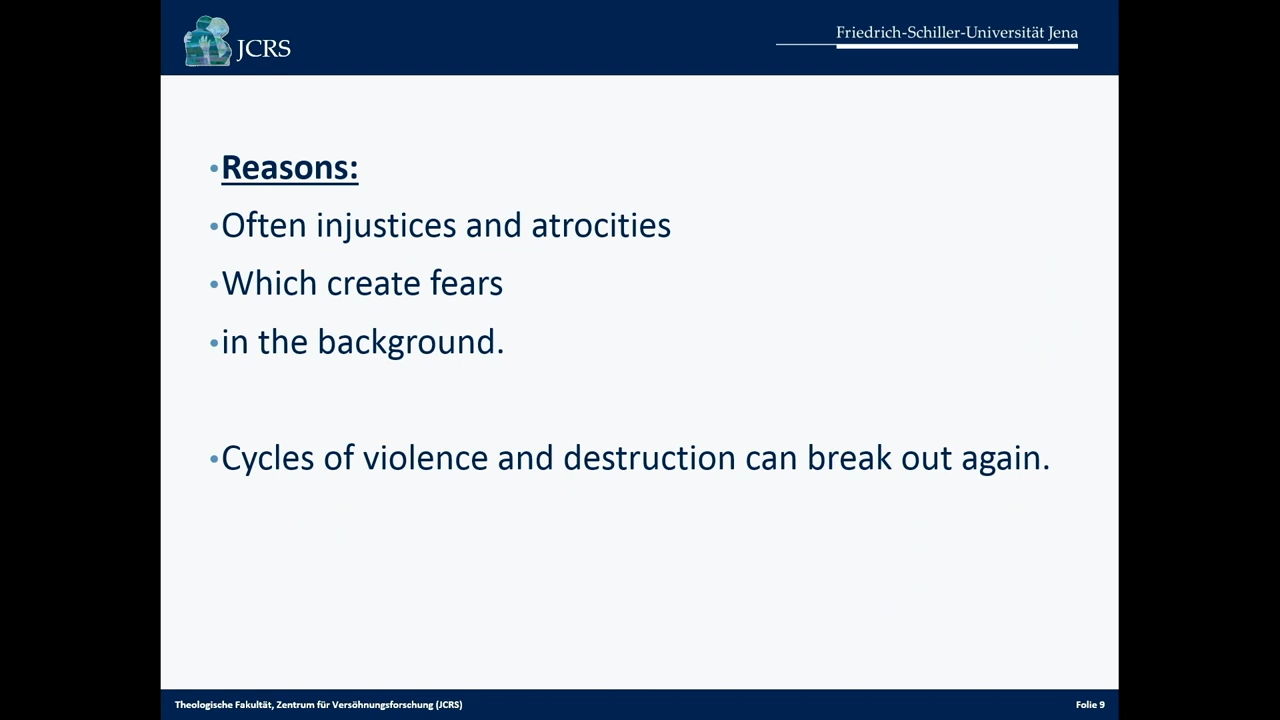 JCRS
Friedrich-Schiller-Universität Jena
•Reasons:
•Often injustices and atrocities
•Which create fears
•in the background.
•Cycles of violence and destruction can break out again.
Theologische Fakultät, Zentrum für Versöhnungsforschung (JCRS)
Folie 9